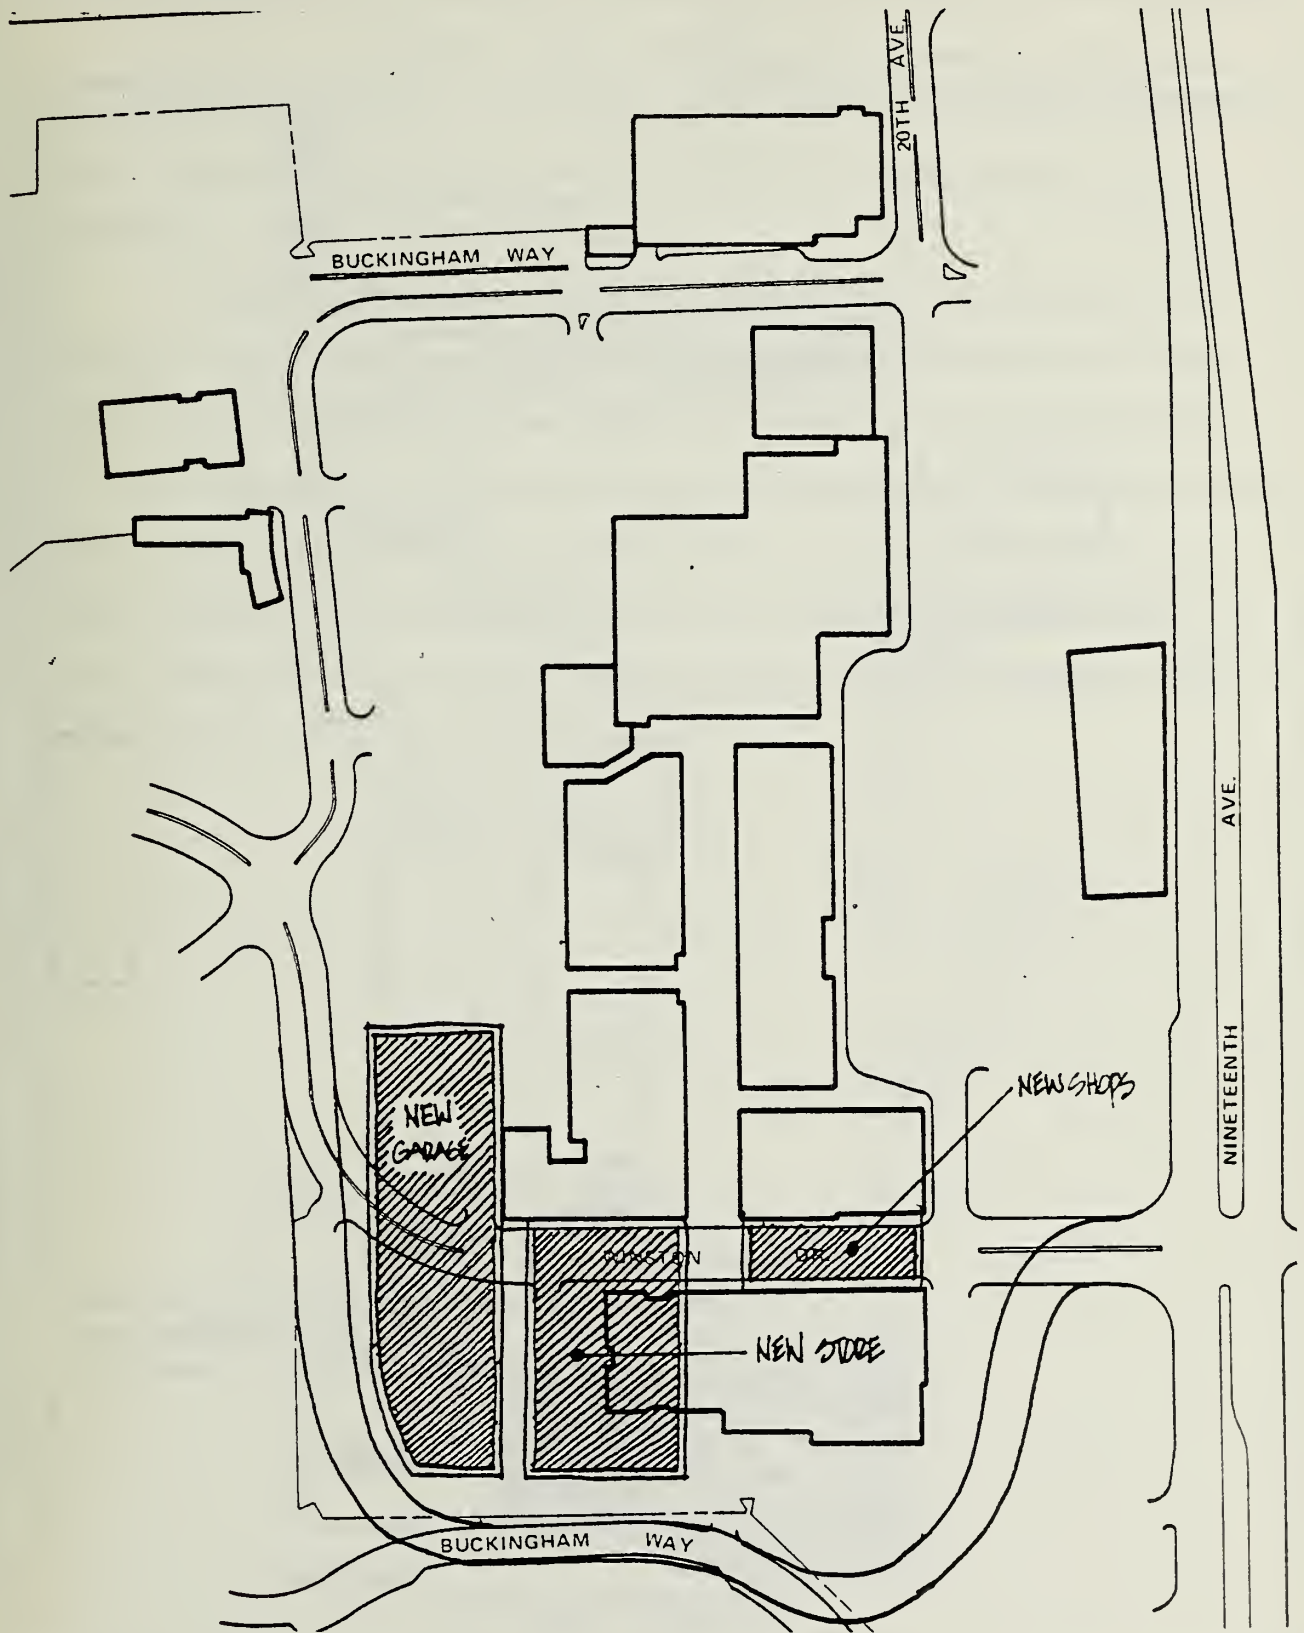 20TH AVE.
BUCKINGHAM WAY
NINETEENTH AVE.
NEW SHOPS
NEW
GARAGE
WINSTON DR.
NEW STORE
BUCKINGHAM WAY